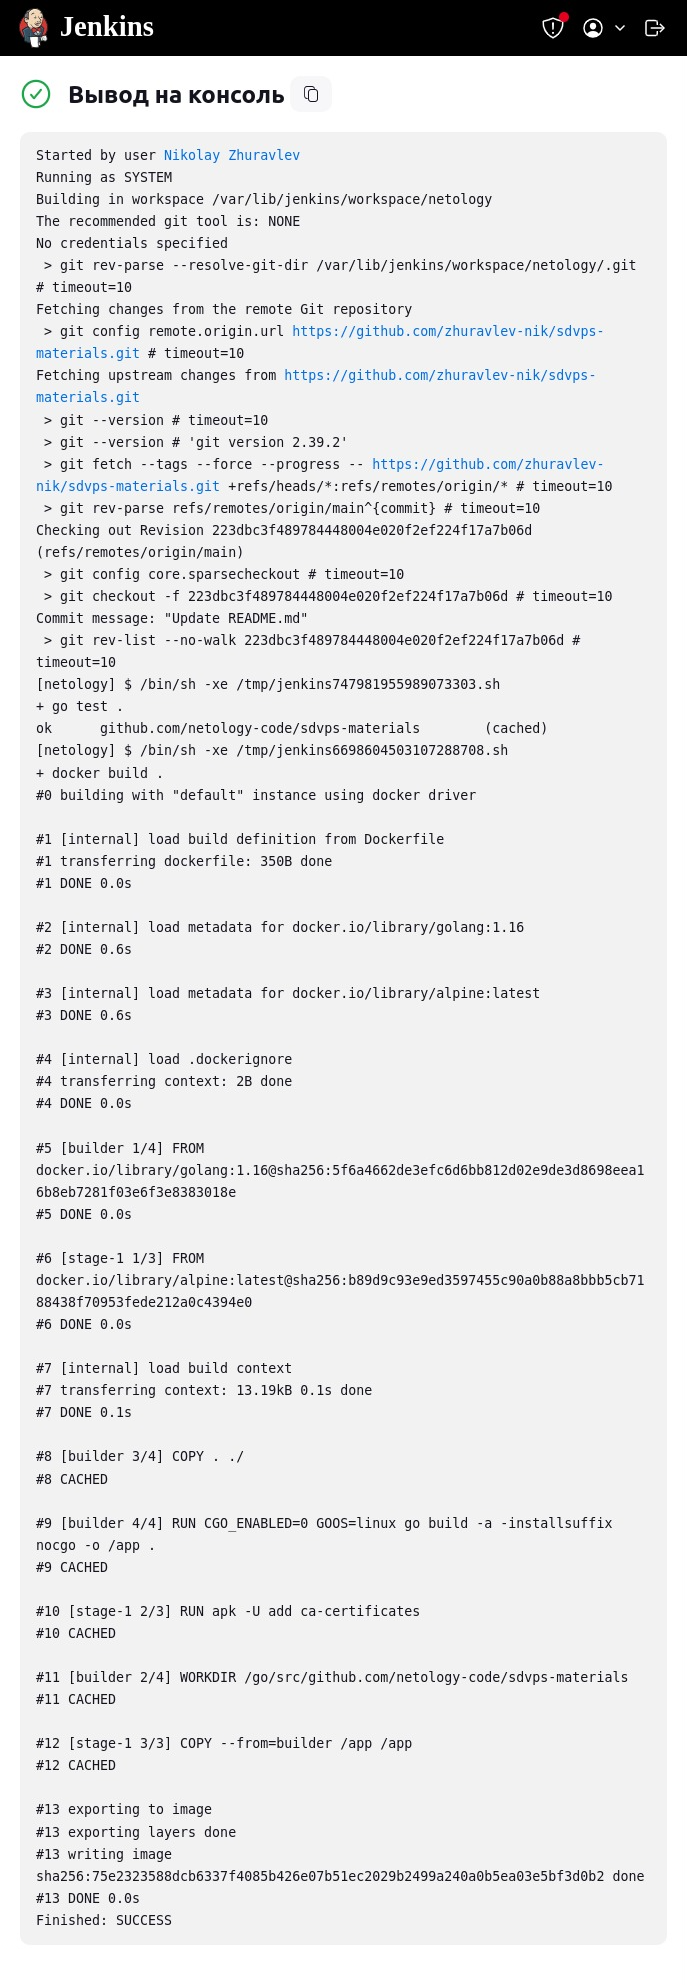 Jenkins
Вывод на консоль
Started by user Nikolay Zhuravlev
Running as SYSTEM
Building in workspace /var/lib/jenkins/workspace/netology
The recommended git tool is: NONE
No credentials specified
 > git rev-parse --resolve-git-dir /var/lib/jenkins/workspace/netology/.git
# timeout=10
Fetching changes from the remote Git repository
 > git config remote.origin.url https://github.com/zhuravlev-nik/sdvps-
materials.git # timeout=10
Fetching upstream changes from https://github.com/zhuravlev-nik/sdvps-
materials.git
 > git --version # timeout=10
 > git --version # 'git version 2.39.2'
 > git fetch --tags --force --progress -- https://github.com/zhuravlev-
nik/sdvps-materials.git +refs/heads/*:refs/remotes/origin/* # timeout=10
 > git rev-parse refs/remotes/origin/main^{commit} # timeout=10
Checking out Revision 223dbc3f489784448004e020f2ef224f17a7b06d
(refs/remotes/origin/main)
 > git config core.sparsecheckout # timeout=10
 > git checkout -f 223dbc3f489784448004e020f2ef224f17a7b06d # timeout=10
Commit message: "Update README.md"
 > git rev-list --no-walk 223dbc3f489784448004e020f2ef224f17a7b06d #
timeout=10
[netology] $ /bin/sh -xe /tmp/jenkins747981955989073303.sh
+ go test .
ok      github.com/netology-code/sdvps-materials        (cached)
[netology] $ /bin/sh -xe /tmp/jenkins6698604503107288708.sh
+ docker build .
#0 building with "default" instance using docker driver

#1 [internal] load build definition from Dockerfile
#1 transferring dockerfile: 350B done
#1 DONE 0.0s

#2 [internal] load metadata for docker.io/library/golang:1.16
#2 DONE 0.6s

#3 [internal] load metadata for docker.io/library/alpine:latest
#3 DONE 0.6s

#4 [internal] load .dockerignore
#4 transferring context: 2B done
#4 DONE 0.0s

#5 [builder 1/4] FROM
docker.io/library/golang:1.16@sha256:5f6a4662de3efc6d6bb812d02e9de3d8698eea1
6b8eb7281f03e6f3e8383018e
#5 DONE 0.0s

#6 [stage-1 1/3] FROM
docker.io/library/alpine:latest@sha256:b89d9c93e9ed3597455c90a0b88a8bbb5cb71
88438f70953fede212a0c4394e0
#6 DONE 0.0s

#7 [internal] load build context
#7 transferring context: 13.19kB 0.1s done
#7 DONE 0.1s

#8 [builder 3/4] COPY . ./
#8 CACHED

#9 [builder 4/4] RUN CGO_ENABLED=0 GOOS=linux go build -a -installsuffix
nocgo -o /app .
#9 CACHED

#10 [stage-1 2/3] RUN apk -U add ca-certificates
#10 CACHED

#11 [builder 2/4] WORKDIR /go/src/github.com/netology-code/sdvps-materials
#11 CACHED

#12 [stage-1 3/3] COPY --from=builder /app /app
#12 CACHED

#13 exporting to image
#13 exporting layers done
#13 writing image
sha256:75e2323588dcb6337f4085b426e07b51ec2029b2499a240a0b5ea03e5bf3d0b2 done
#13 DONE 0.0s
Finished: SUCCESS